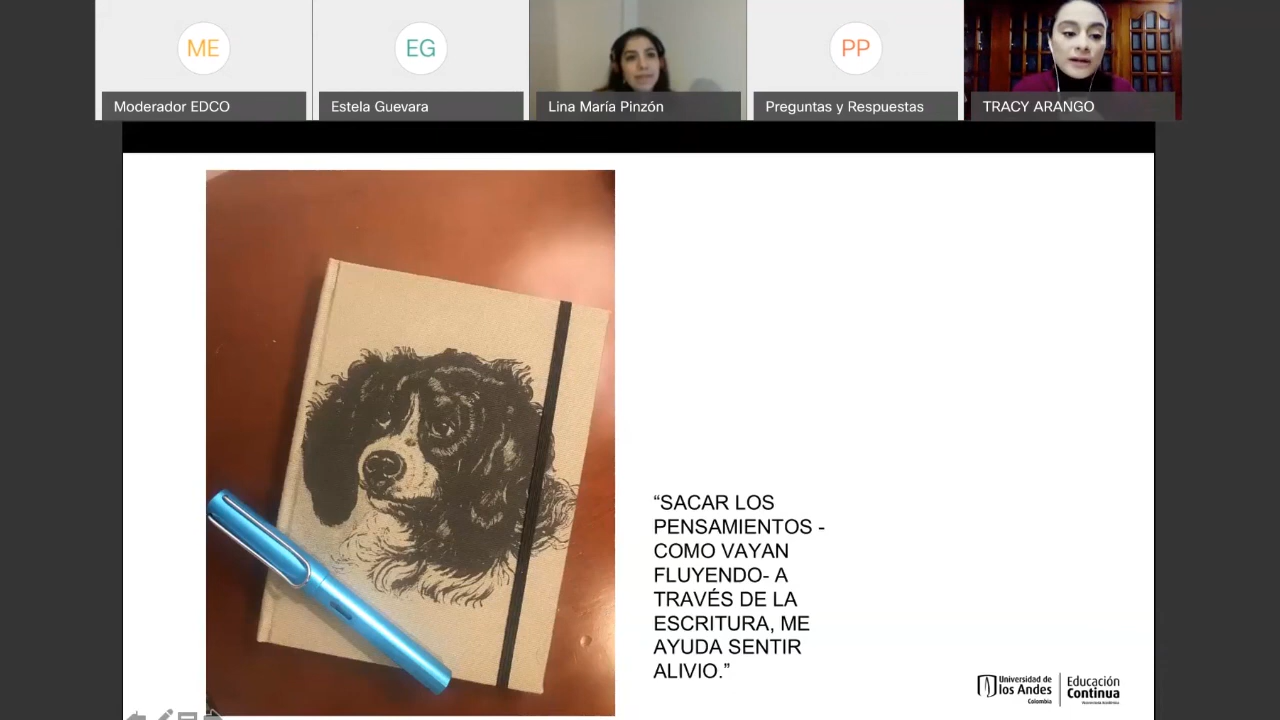 ME
EG
PP
Moderador EDCO
Estela Guevara
Lina María Pinzón
Preguntas y Respuestas
TRACY ARANGO
“SACAR LOS
PENSAMIENTOS -
COMO VAYAN
FLUYENDO- A
TRAVÉS DE LA
ESCRITURA, ME
AYUDA SENTIR
ALIVIO.”
Universidad de
los Andes
Colombia
Educación
Continua